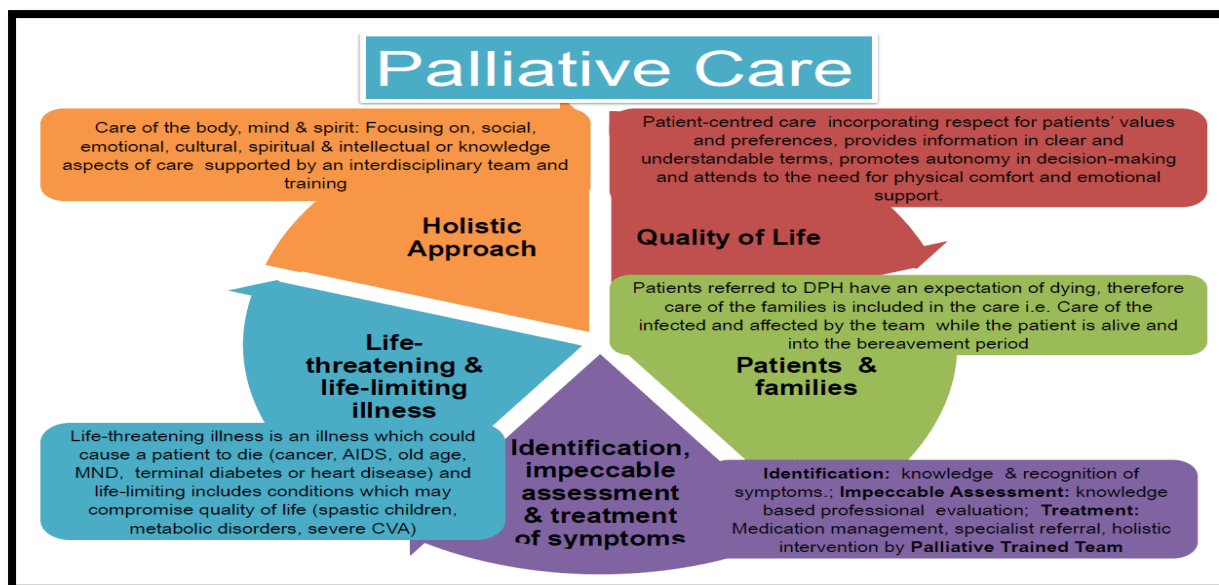 Palliative Care
Care of the body, mind & spirit: Focusing on, social,
emotional, cultural, spiritual & intellectual or knowledge
aspects of care  supported by an interdisciplinary team and
training
Holistic
Approach
Patient-centred care  incorporating respect for patients' values
and preferences, provides information in clear and
understandable terms, promotes autonomy in decision-making
and attends to the need for physical comfort and emotional
support.
Quality of Life
Patients referred to DPH have an expectation of dying, therefore
care of the families is included in the care i.e. Care of the
infected and affected by the team  while the patient is alive and
into the bereavement period
Patients  &
families
Life-
threatening &
life-limiting
illness
Life-threatening illness is an illness which could
cause a patient to die (cancer, AIDS, old age,
MND,  terminal diabetes or heart disease) and
life-limiting includes conditions which may
compromise quality of life (spastic children,
metabolic disorders, severe CVA)
Identification,
impeccable
assessment
& treatment
of symptoms
Identification:  knowledge  & recognition of
symptoms.; Impeccable Assessment: knowledge
based professional  evaluation;  Treatment:
Medication management, specialist referral, holistic
intervention by Palliative Trained Team